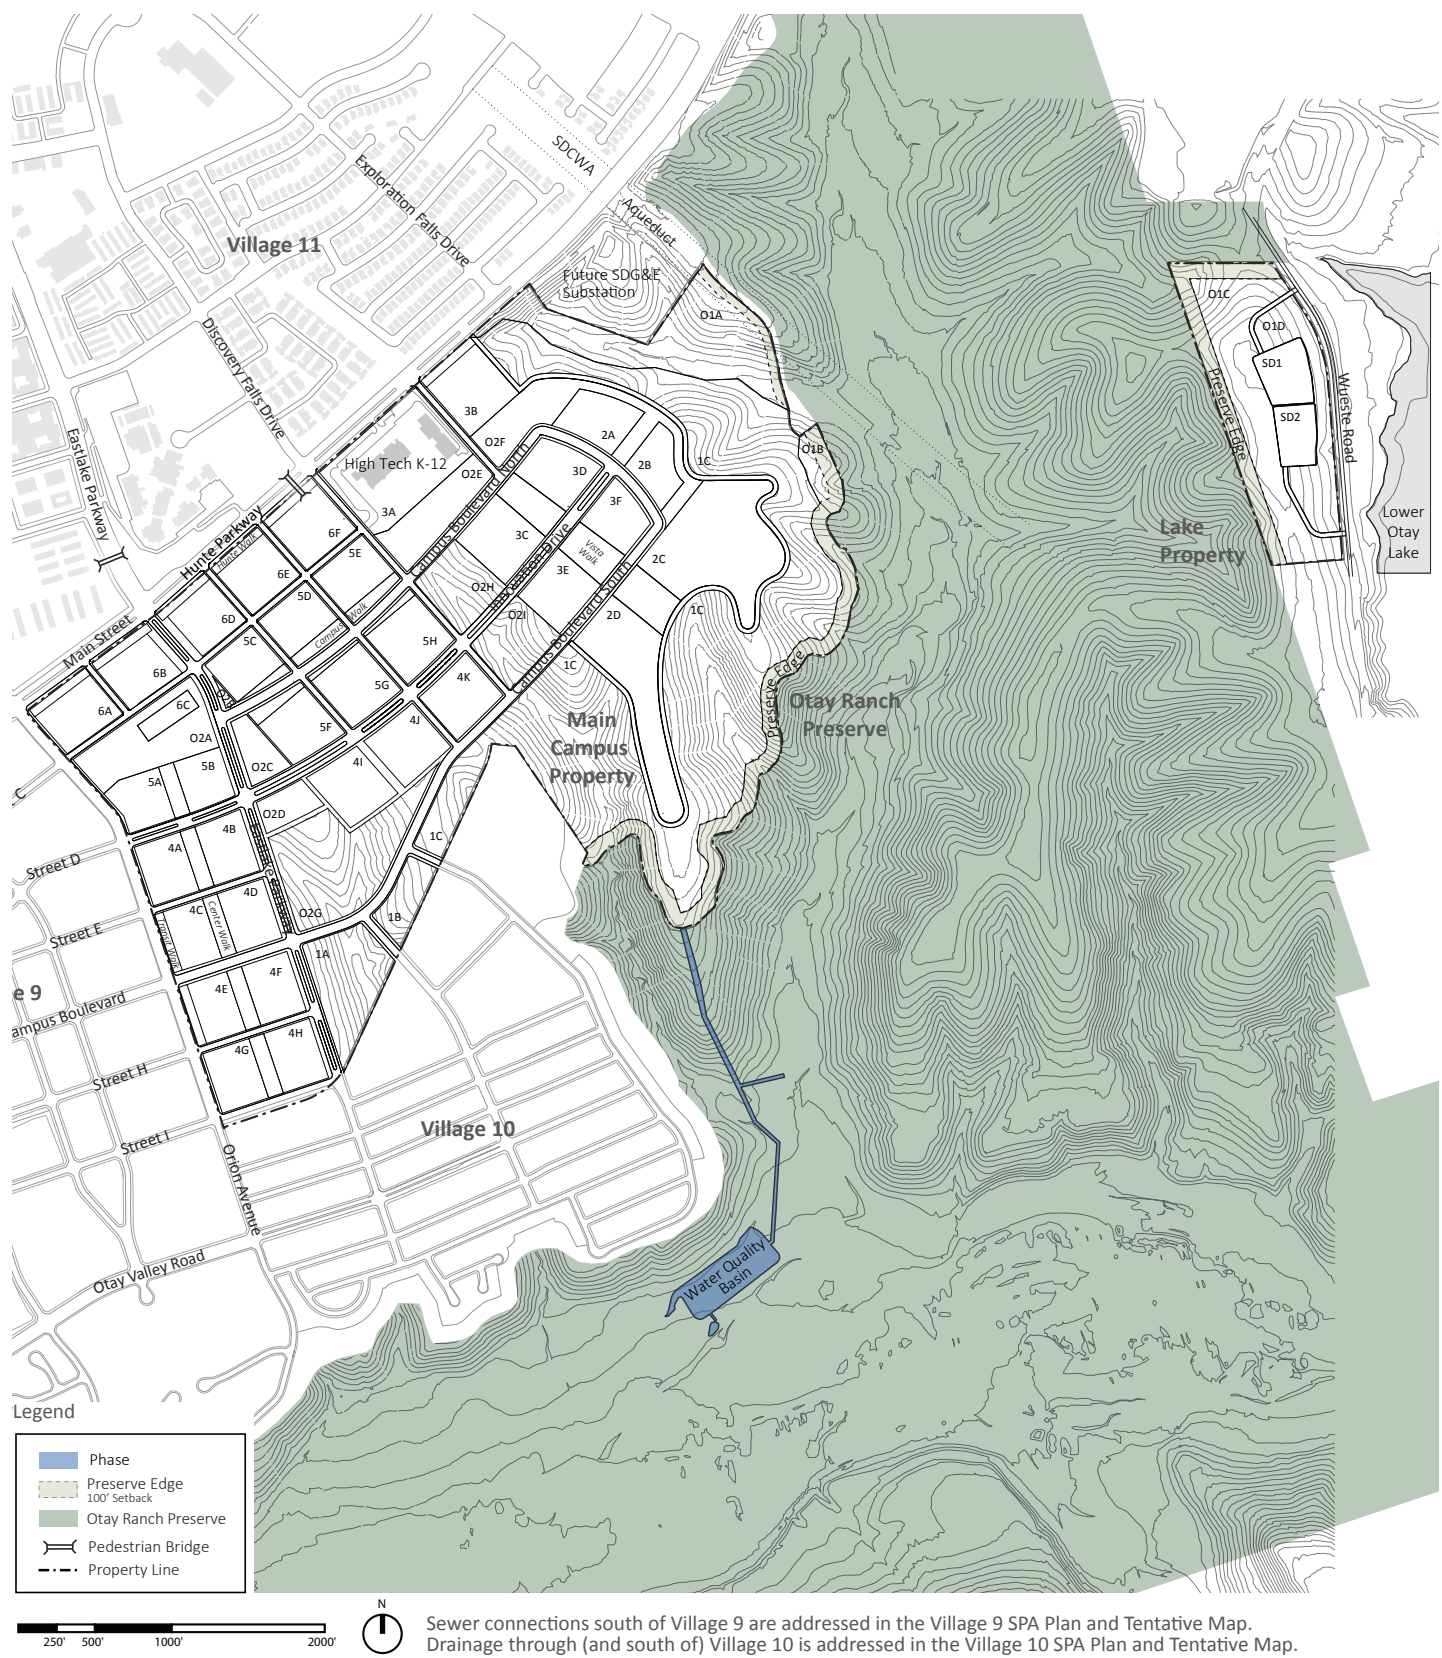 SDCWA
Aqueduct
Exploration Falls Drive
Village 11
Future SDG&E
Substation
O1A
O1C
O1D
SD1
SD2
Preserve Edge
Wueste Road
Lower
Otay
Lake
Lake
Property
Discovery Falls Drive
Eastlake Parkway
High Tech K-12
3B
O2F
O2E
3A
2A
2B
1C
O1B
3D
3F
3C
Vista
Walk
3E
2C
O2H
O2I
2D
1C
1C
Campus Boulevard North
Innovation Drive
Campus Boulevard South
Hunte Parkway
Hunte Walk
Main Street
6F
5E
6E
5D
Campus Walk
6D
5C
5H
6B
4K
5G
6A
6C
O2B
O2A
5F
4J
5B
O2C
4I
5A
O2D
4B
4A
4D
4C
Center Walk
Transit Walk
O2G
1C
1B
1A
4F
4E
4H
4G
Main
Campus
Property
Preserve Edge
Otay Ranch
Preserve
Street D
Street E
e 9
ampus Boulevard
Street H
Street I
Orion Avenue
Otay Valley Road
Village 10
Water Quality
Basin
Legend
Phase
Preserve Edge
100' Setback
Otay Ranch Preserve
Pedestrian Bridge
Property Line
250' 500' 1000' 2000'
N
Sewer connections south of Village 9 are addressed in the Village 9 SPA Plan and Tentative Map.
Drainage through (and south of) Village 10 is addressed in the Village 10 SPA Plan and Tentative Map.